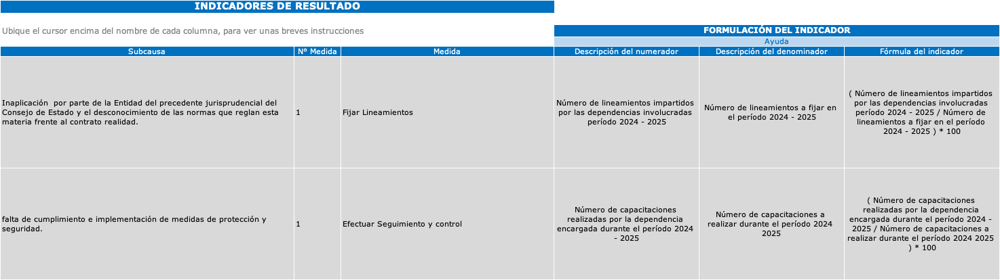 INDICADORES DE RESULTADO
Ubique el cursor encima del nombre de cada columna, para ver unas breves instrucciones
FORMULACIÓN DEL INDICADOR
Ayuda
Subcausa
N° Medida
Medida
Descripción del numerador
Descripción del denominador
Fórmula del indicador
Inaplicación  por parte de la Entidad del precedente jurisprudencial del
Consejo de Estado y el desconocimiento de las normas que reglan esta
materia frente al contrato realidad.
1
Fijar Lineamientos
Número de lineamientos impartidos
por las dependencias involucradas
período 2024 - 2025
Número de lineamientos a fijar en
el período 2024 - 2025
( Número de lineamientos impartidos
por las dependencias involucradas
período 2024 - 2025 / Número de
lineamientos a fijar en el período
2024 - 2025 ) * 100
falta de cumplimiento e implementación de medidas de protección y
seguridad.
1
Efectuar Seguimiento y control
Número de capacitaciones
realizadas por la dependencia
encargada durante el período 2024
- 2025
Número de capacitaciones a
realizar durante el período 2024
2025
( Número de capacitaciones
realizadas por la dependencia
encargada durante el período 2024 -
2025 / Número de capacitaciones a
realizar durante el período 2024 2025
) * 100